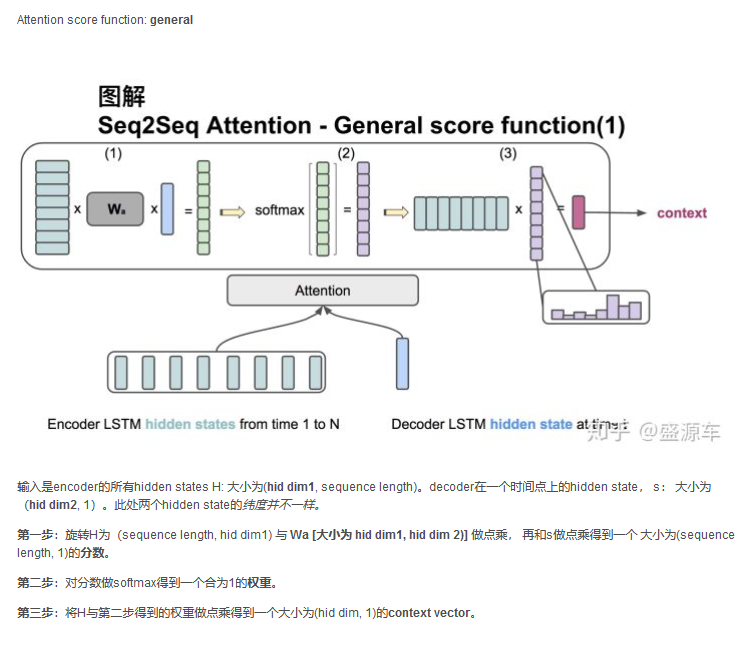 Attention score function: general
图解
Seq2Seq Attention - General score function(1)
(1) (2) (3)
x Wa x = softmax = x = context
Attention
Encoder LSTM hidden states from time 1 to N
Decoder LSTM hidden state at time
知乎 @盛源车
输入是encoder的所有hidden states H: 大小为(hid dim1, sequence length)。decoder在一个时间点上的hidden state， s： 大小为
（hid dim2, 1）。此处两个hidden state的纬度并不一样。
第一步：旋转H为（sequence length, hid dim1) 与 Wa [大小为 hid dim1, hid dim 2)] 做点乘， 再和s做点乘得到一个 大小为(sequence
length, 1)的分数。
第二步：对分数做softmax得到一个合为1的权重。
第三步：将H与第二步得到的权重做点乘得到一个大小为(hid dim, 1)的context vector。